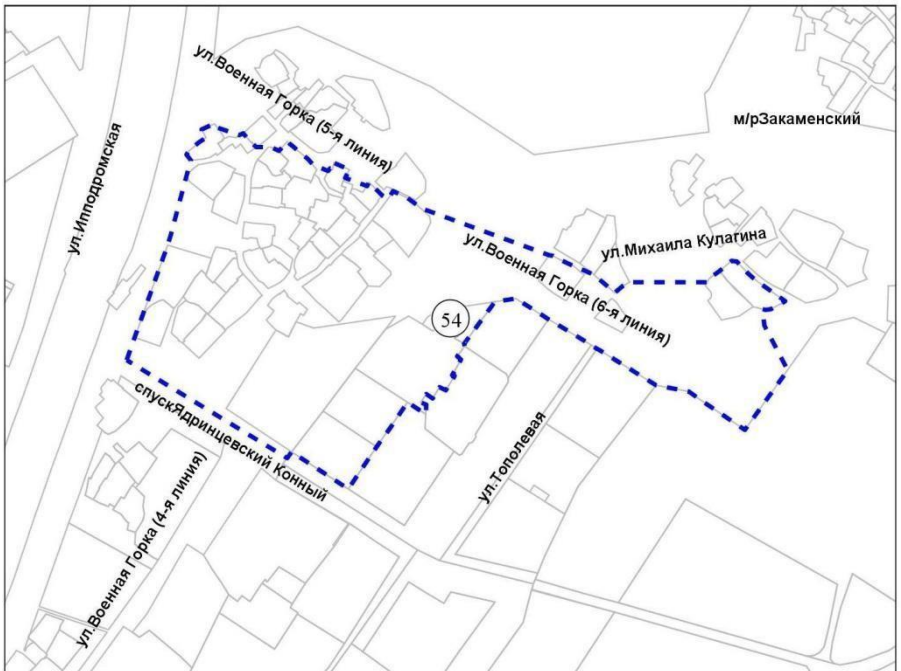 ул.Военная Горка (5-я линия)
м/рЗакаменский
ул.Ипподромская
ул.Михаила Кулагина
ул.Военная Горка (6-я линия)
54
спускЯдринцевский Конный
ул.Тополевая
ул.Военная Горка (4-я линия)